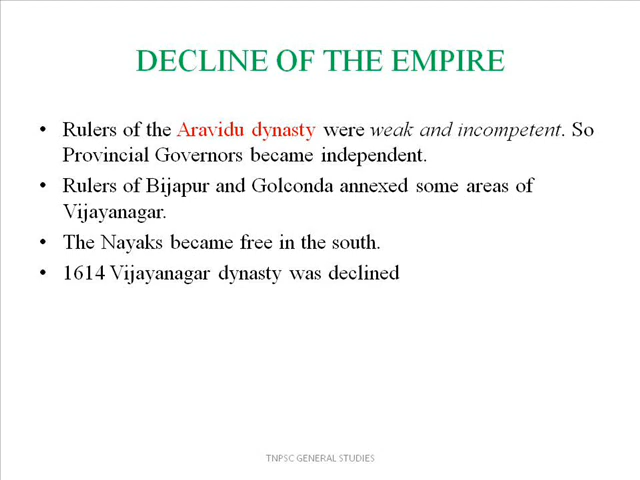 DECLINE OF THE EMPIRE
• Rulers of the Aravidu dynasty were weak and incompetent. So
Provincial Governors became independent.
• Rulers of Bijapur and Golconda annexed some areas of
Vijayanagar.
• The Nayaks became free in the south.
• 1614 Vijayanagar dynasty was declined
TNPSC GENERAL STUDIES